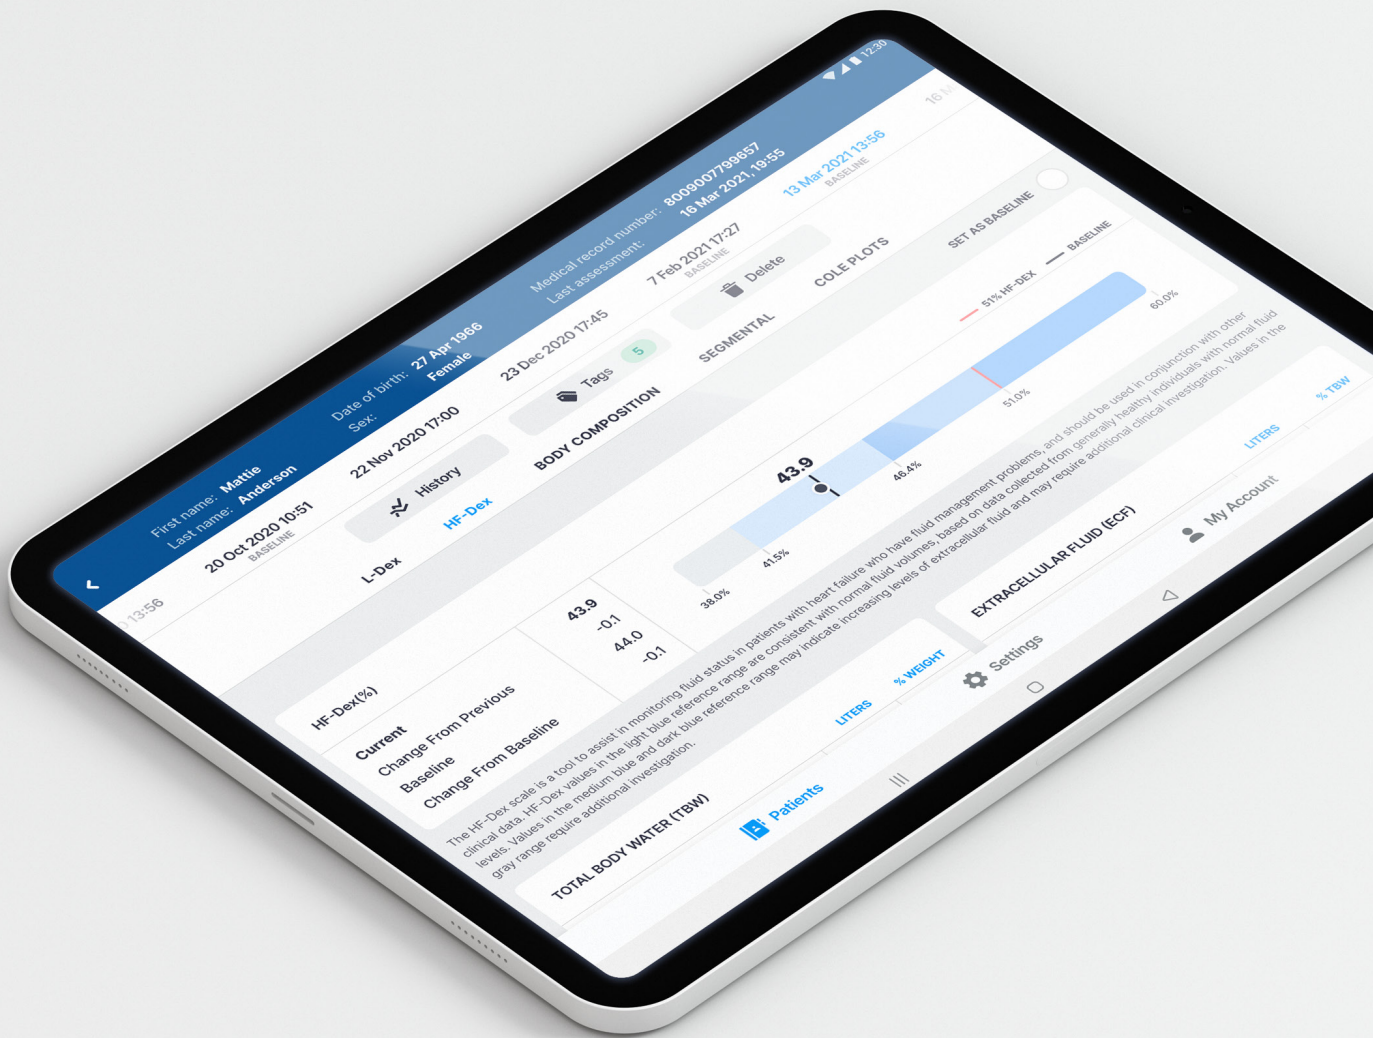 12:30
First name: Mattie
Last name: Anderson
Date of birth: 27 Apr 1966
Sex: Female
Medical record number: 8009007799657
Last assessment: 16 Mar 2021, 19:55
13:56
20 Oct 2020 10:51
BASELINE
22 Nov 2020 17:00
23 Dec 2020 17:45
7 Feb 2021 17:27
BASELINE
13 Mar 2021 13:56
BASELINE
16 M
History
Tags 5
Delete
L-Dex
HF-Dex
BODY COMPOSITION
SEGMENTAL
COLE PLOTS
SET AS BASELINE
HF-Dex(%)
51% HF-DEX
BASELINE
Current 43.9
Change From Previous -0.1
Baseline 44.0
Change From Baseline -0.1
43.9
38.0%
41.5%
46.4%
51.0%
60.0%
The HF-Dex scale is a tool to assist in monitoring fluid status in patients with heart failure who have fluid management problems, and should be used in conjunction with other
clinical data. HF-Dex values in the light blue reference range are consistent with normal fluid volumes, based on data collected from generally healthy individuals with normal fluid
levels. Values in the medium blue and dark blue reference range may indicate increasing levels of extracellular fluid and may require additional clinical investigation. Values in the
gray range require additional investigation.
TOTAL BODY WATER (TBW)
LITERS
% WEIGHT
EXTRACELLULAR FLUID (ECF)
LITERS
% TBW
Patients
Settings
My Account